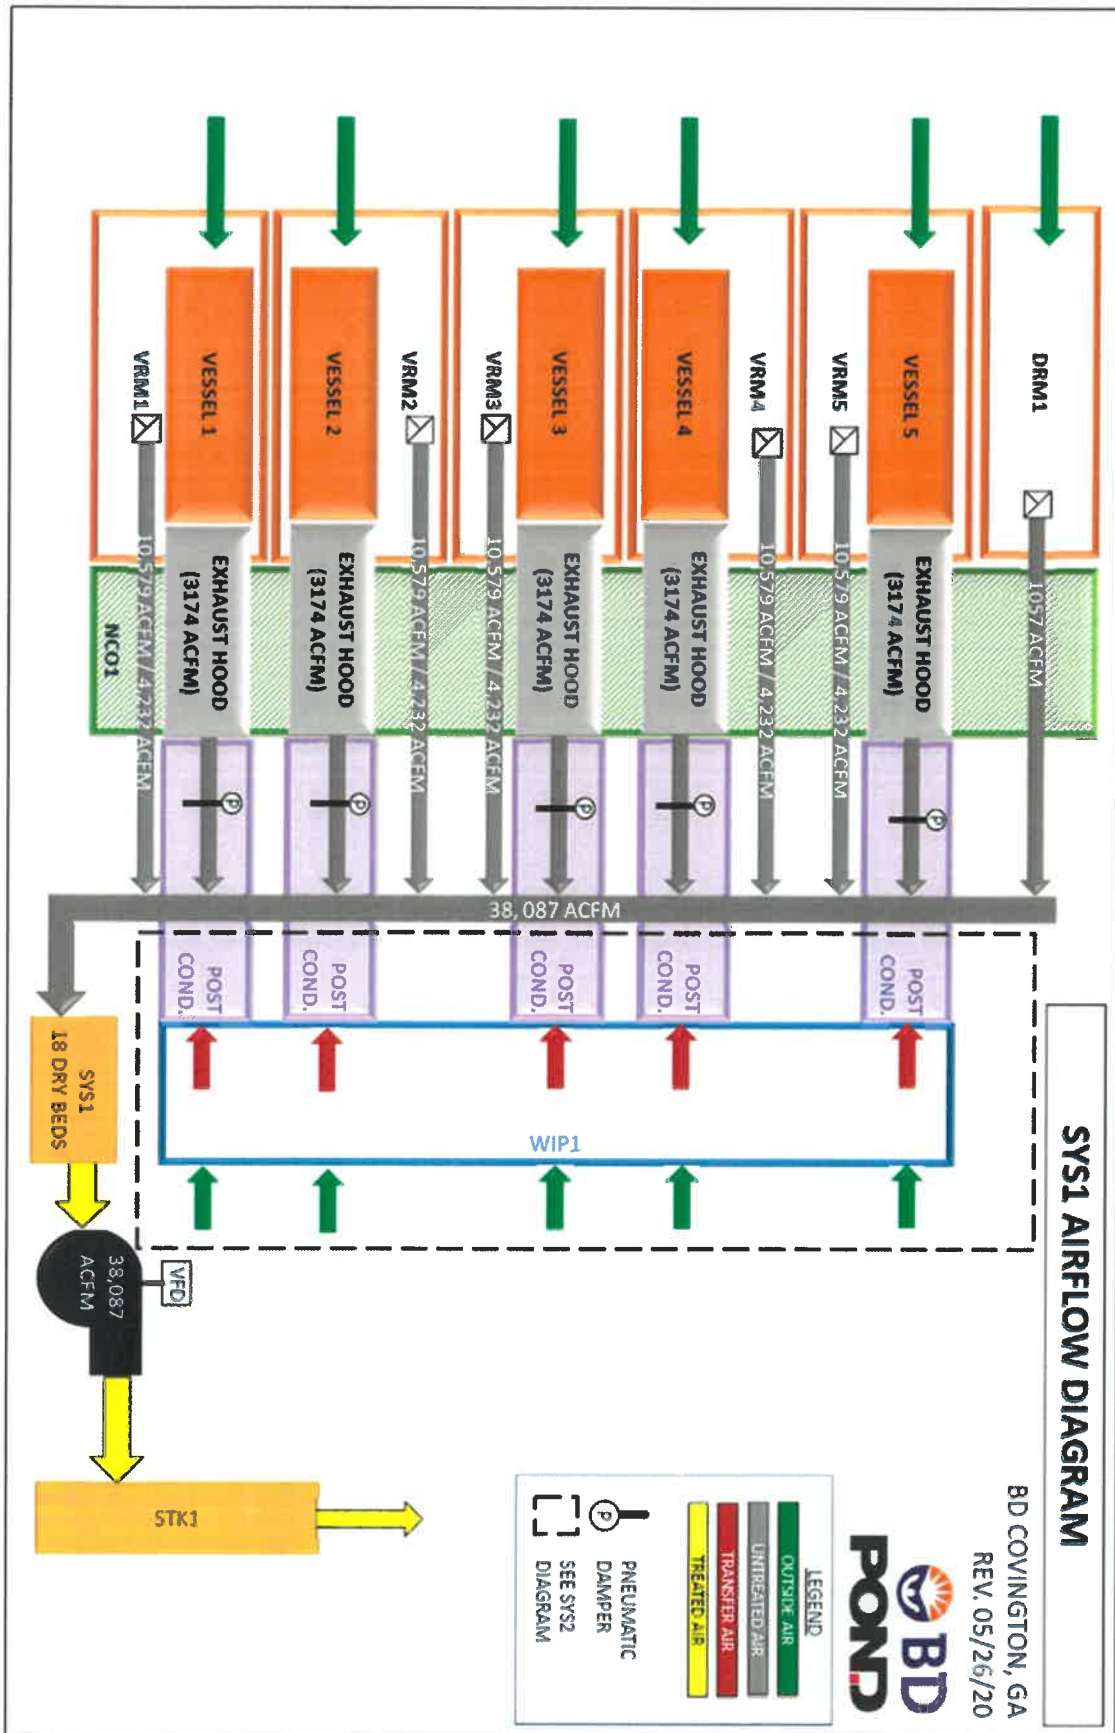 SYS1 AIRFLOW DIAGRAM
BD COVINGTON, GA
REV. 05/26/20
BD
POND
DRM1
1057 ACFM
VESSEL 5
EXHAUST HOOD
(3174 ACFM)
P
POST
COND.
VRM5
10,579 ACFM / 4,232 ACFM
VRM4
10,579 ACFM / 4,232 ACFM
VESSEL 4
EXHAUST HOOD
(3174 ACFM)
P
POST
COND.
VESSEL 3
EXHAUST HOOD
(3174 ACFM)
P
POST
COND.
VRM3
10,579 ACFM / 4,232 ACFM
VRM2
10,579 ACFM / 4,232 ACFM
VESSEL 2
EXHAUST HOOD
(3174 ACFM)
P
POST
COND.
VESSEL 1
EXHAUST HOOD
(3174 ACFM)
P
POST
COND.
VRM1
10,579 ACFM / 4,232 ACFM
NCO1
38,087 ACFM
WIP1
SYS1
18 DRY BEDS
VFD
38,087
ACFM
STK1
LEGEND
OUTSIDE AIR
UNTREATED AIR
TRANSFER AIR
TREATED AIR
P
PNEUMATIC
DAMPER
SEE SYS2
DIAGRAM